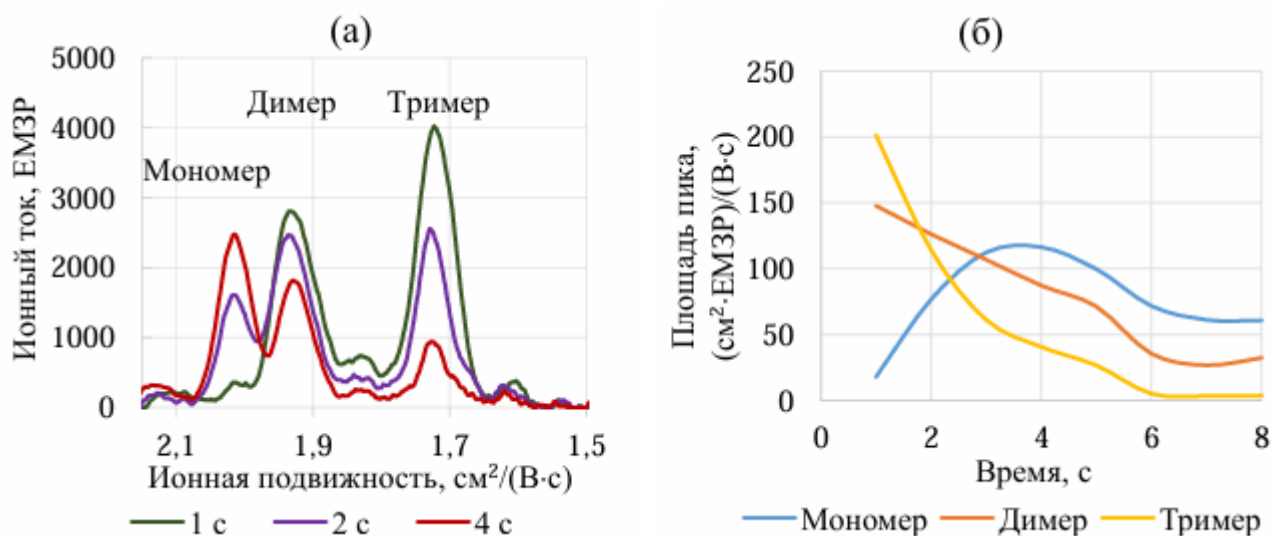 (а)
Ионный ток, ЕМЗР
5000
4000
3000
2000
1000
0
Мономер
Димер
Тример
2,1
1,9
1,7
1,5
Ионная подвижность, см²/(В·с)
1 с
2 с
4 с
(б)
Площадь пика,
(см²·ЕМЗР)/(В·с)
250
200
150
100
50
0
0
2
4
6
8
Время, с
Мономер
Димер
Тример